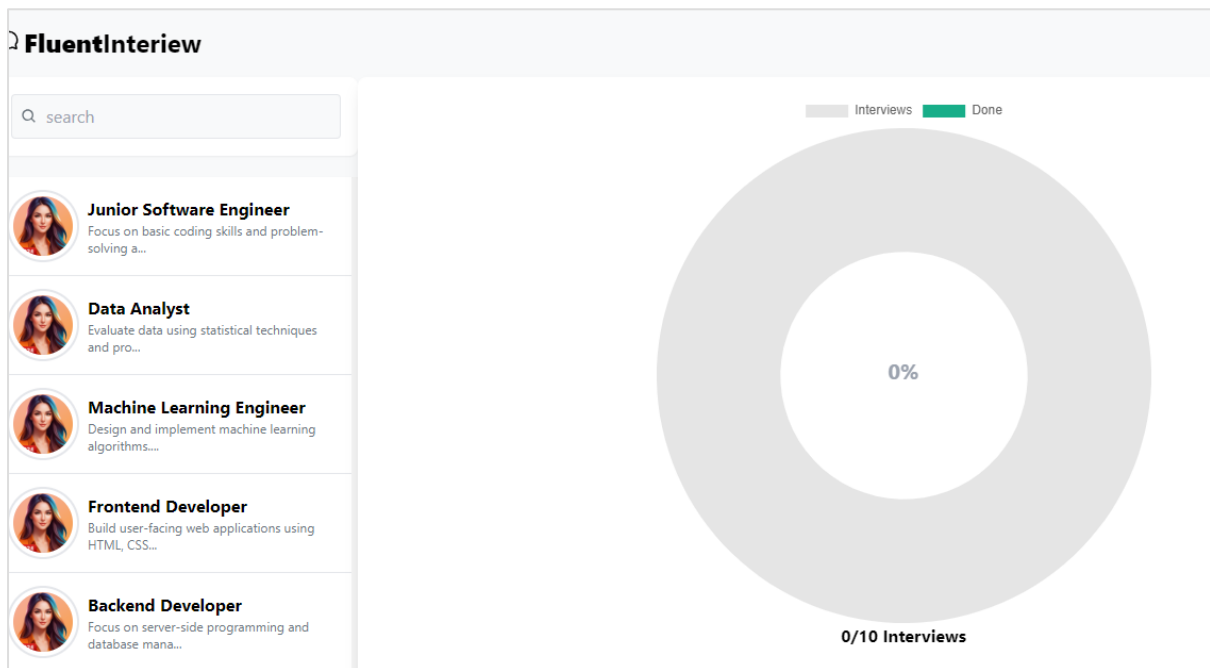 FluentInteriew
search
Junior Software Engineer
Focus on basic coding skills and problem-
solving a...
Data Analyst
Evaluate data using statistical techniques
and pro...
Machine Learning Engineer
Design and implement machine learning
algorithms....
Frontend Developer
Build user-facing web applications using
HTML, CSS...
Backend Developer
Focus on server-side programming and
database mana...
Interviews Done
0%
0/10 Interviews